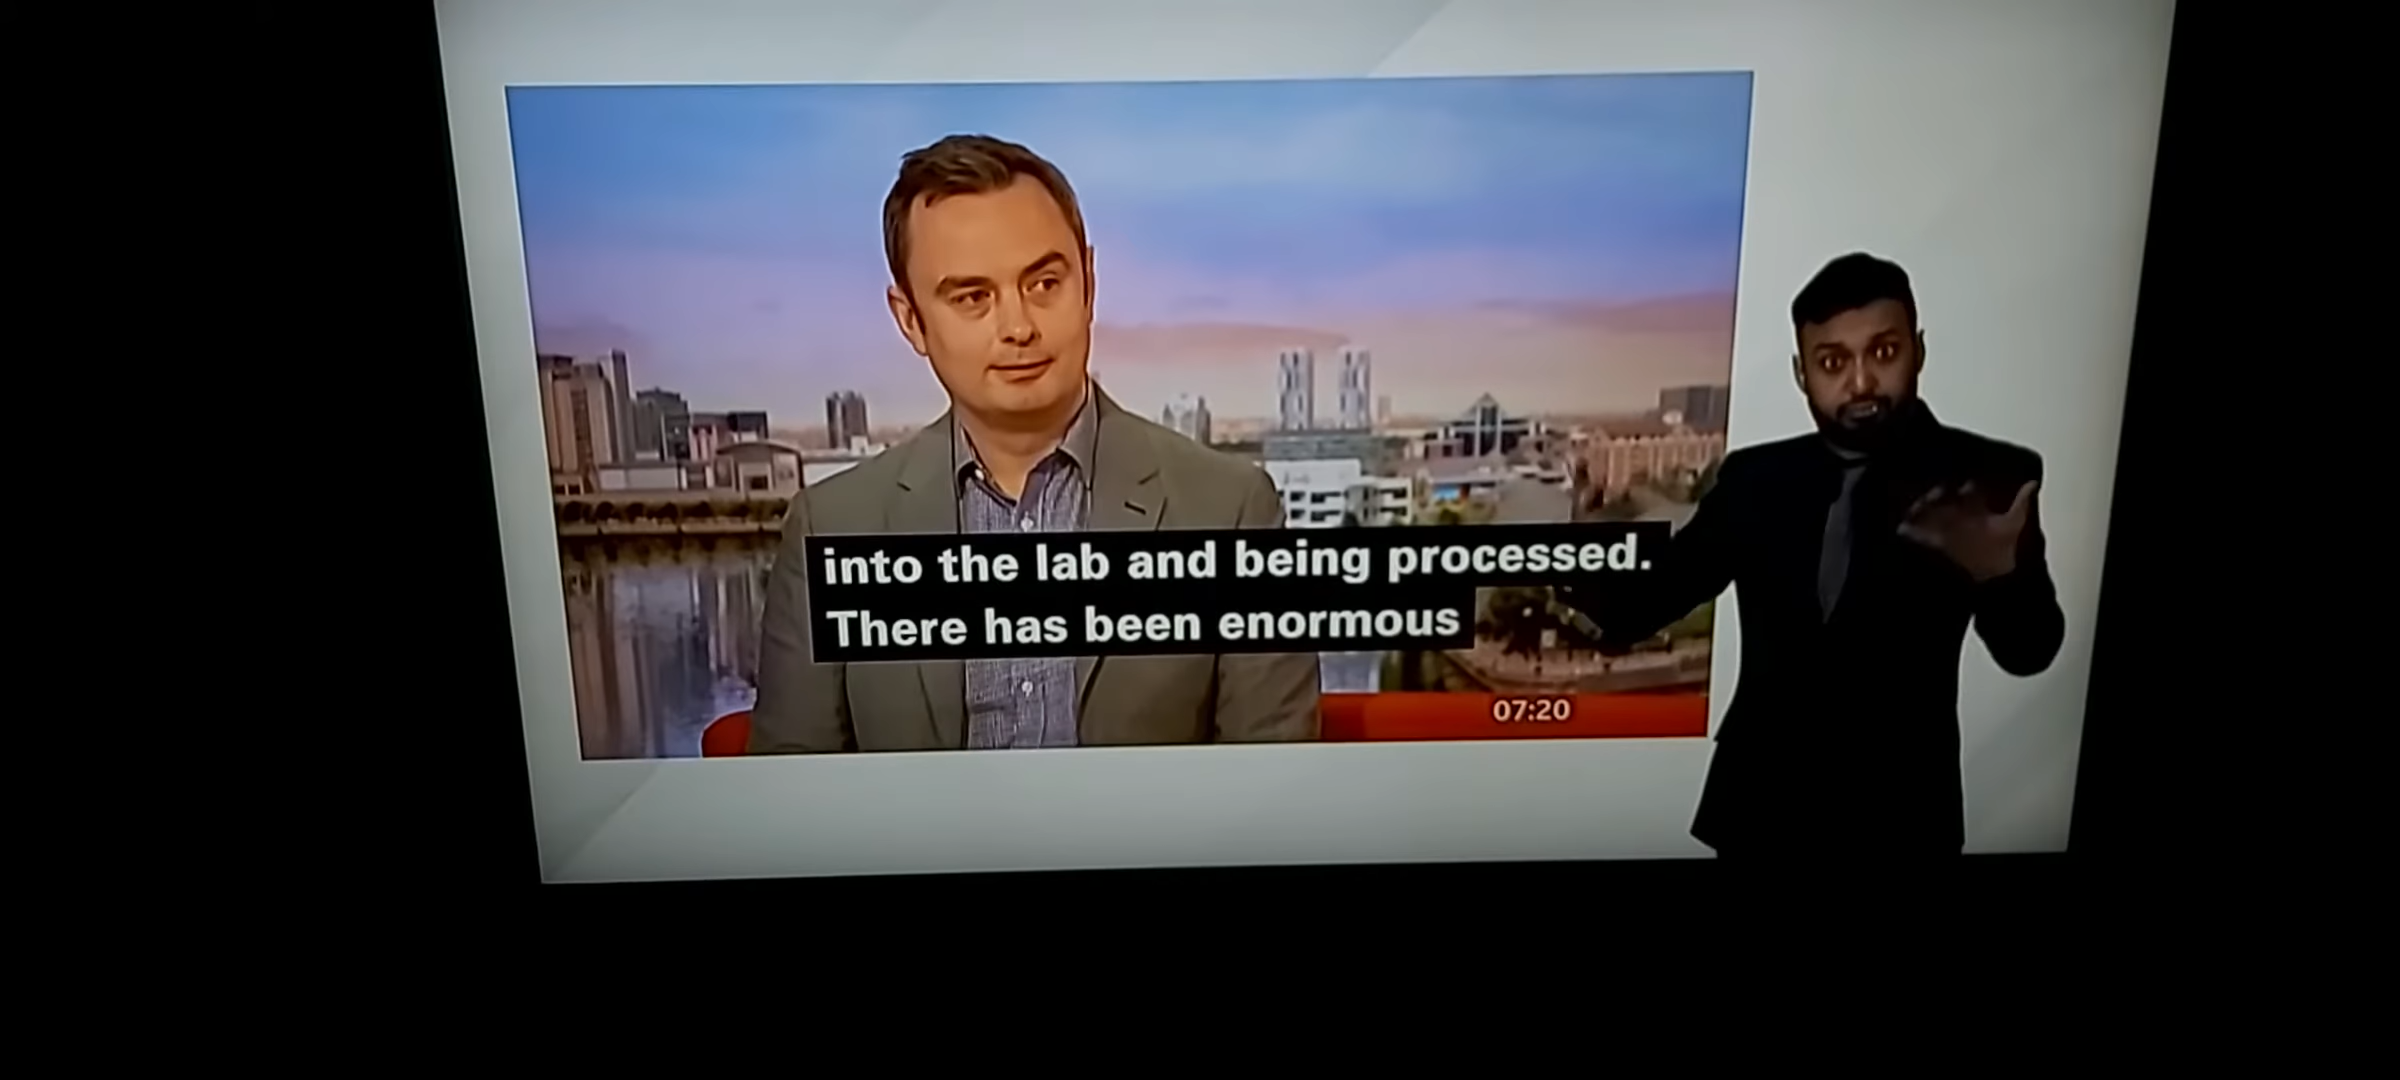 into the lab and being processed.
There has been enormous
07:20